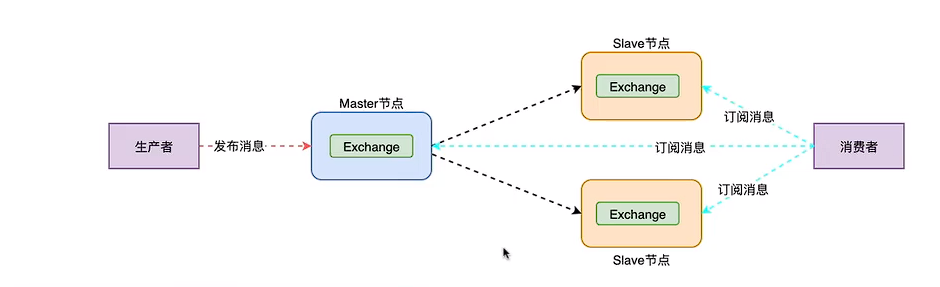 Slave节点
Exchange
订阅消息
Master节点
生产者
发布消息
Exchange
订阅消息
消费者
订阅消息
Exchange
Slave节点